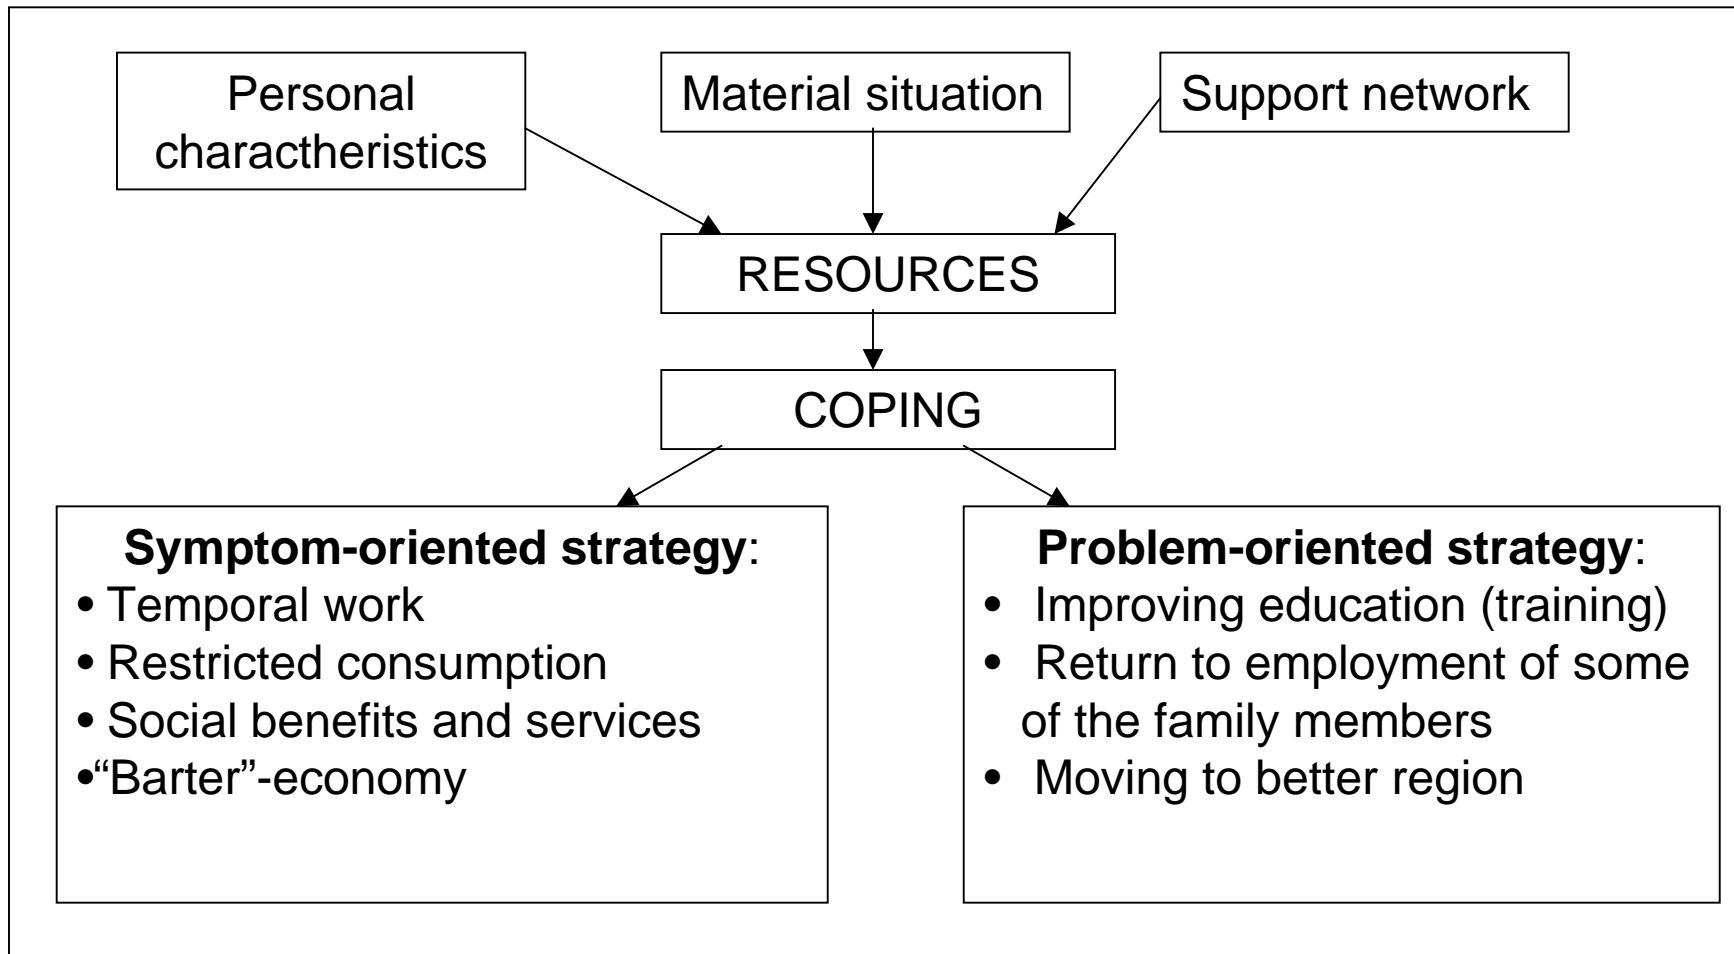 Personal
charactheristics
Material situation
Support network
RESOURCES
COPING
Symptom-oriented strategy:
• Temporal work
• Restricted consumption
• Social benefits and services
•“Barter”-economy
Problem-oriented strategy:
• Improving education (training)
• Return to employment of some
of the family members
• Moving to better region